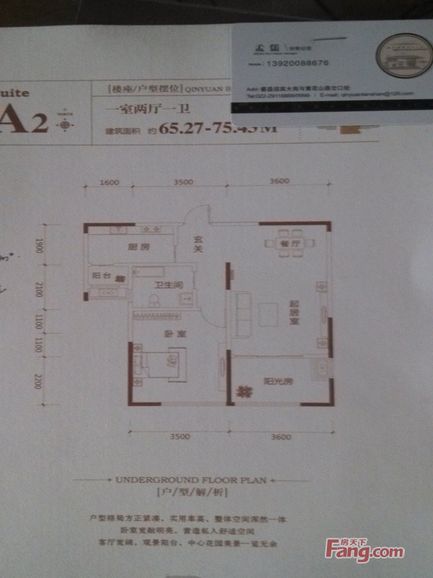 孟儒
13920088676
uite
A2
[楼座/户型摆位] QINYUAN
一室两厅一卫
建筑面积 约65.27-75.43M
1600 3500 3600
1900
2100
1100
1100
2200
厨房
玄关
餐厅
阳台
卫生间
起居室
卧室
阳光房
3500 3600
UNDERGROUND FLOOR PLAN
[户/型/解/析]
户型格局方正紧凑，实用率高，整体空间浑然一体
卧室宽敞明亮，营造私人舒适空间
客厅宽绰，观景阳台，中心花园美景一览无余
房天下
Fang.com